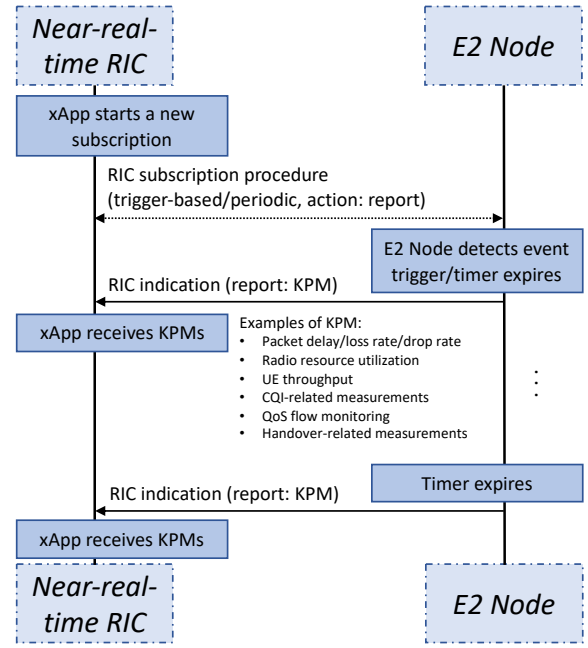 Near-real-
time RIC
E2 Node
xApp starts a new
subscription
RIC subscription procedure
(trigger-based/periodic, action: report)
E2 Node detects event
trigger/timer expires
RIC indication (report: KPM)
xApp receives KPMs
Examples of KPM:
• Packet delay/loss rate/drop rate
• Radio resource utilization
• UE throughput
• CQI-related measurements
• QoS flow monitoring
• Handover-related measurements
Timer expires
RIC indication (report: KPM)
xApp receives KPMs
Near-real-
time RIC
E2 Node